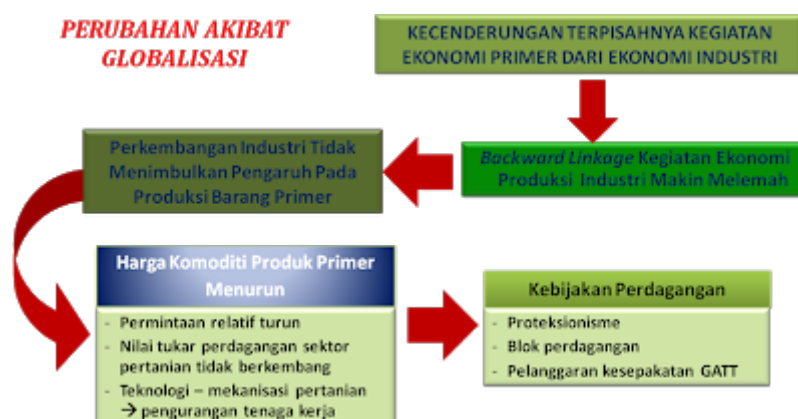 PERUBAHAN AKIBAT
GLOBALISASI
KECENDERUNGAN TERPISAHNYA KEGIATAN
EKONOMI PRIMER DARI EKONOMI INDUSTRI
Backward Linkage Kegiatan Ekonomi
Produksi Industri Makin Melemah
Perkembangan Industri Tidak
Menimbulkan Pengaruh Pada
Produksi Barang Primer
Harga Komoditi Produk Primer
Menurun
- Permintaan relatif turun
- Nilai tukar perdagangan sektor
pertanian tidak berkembang
- Teknologi – mekanisasi pertanian
→ pengurangan tenaga kerja
Kebijakan Perdagangan
- Proteksionisme
- Blok perdagangan
- Pelanggaran kesepakatan GATT